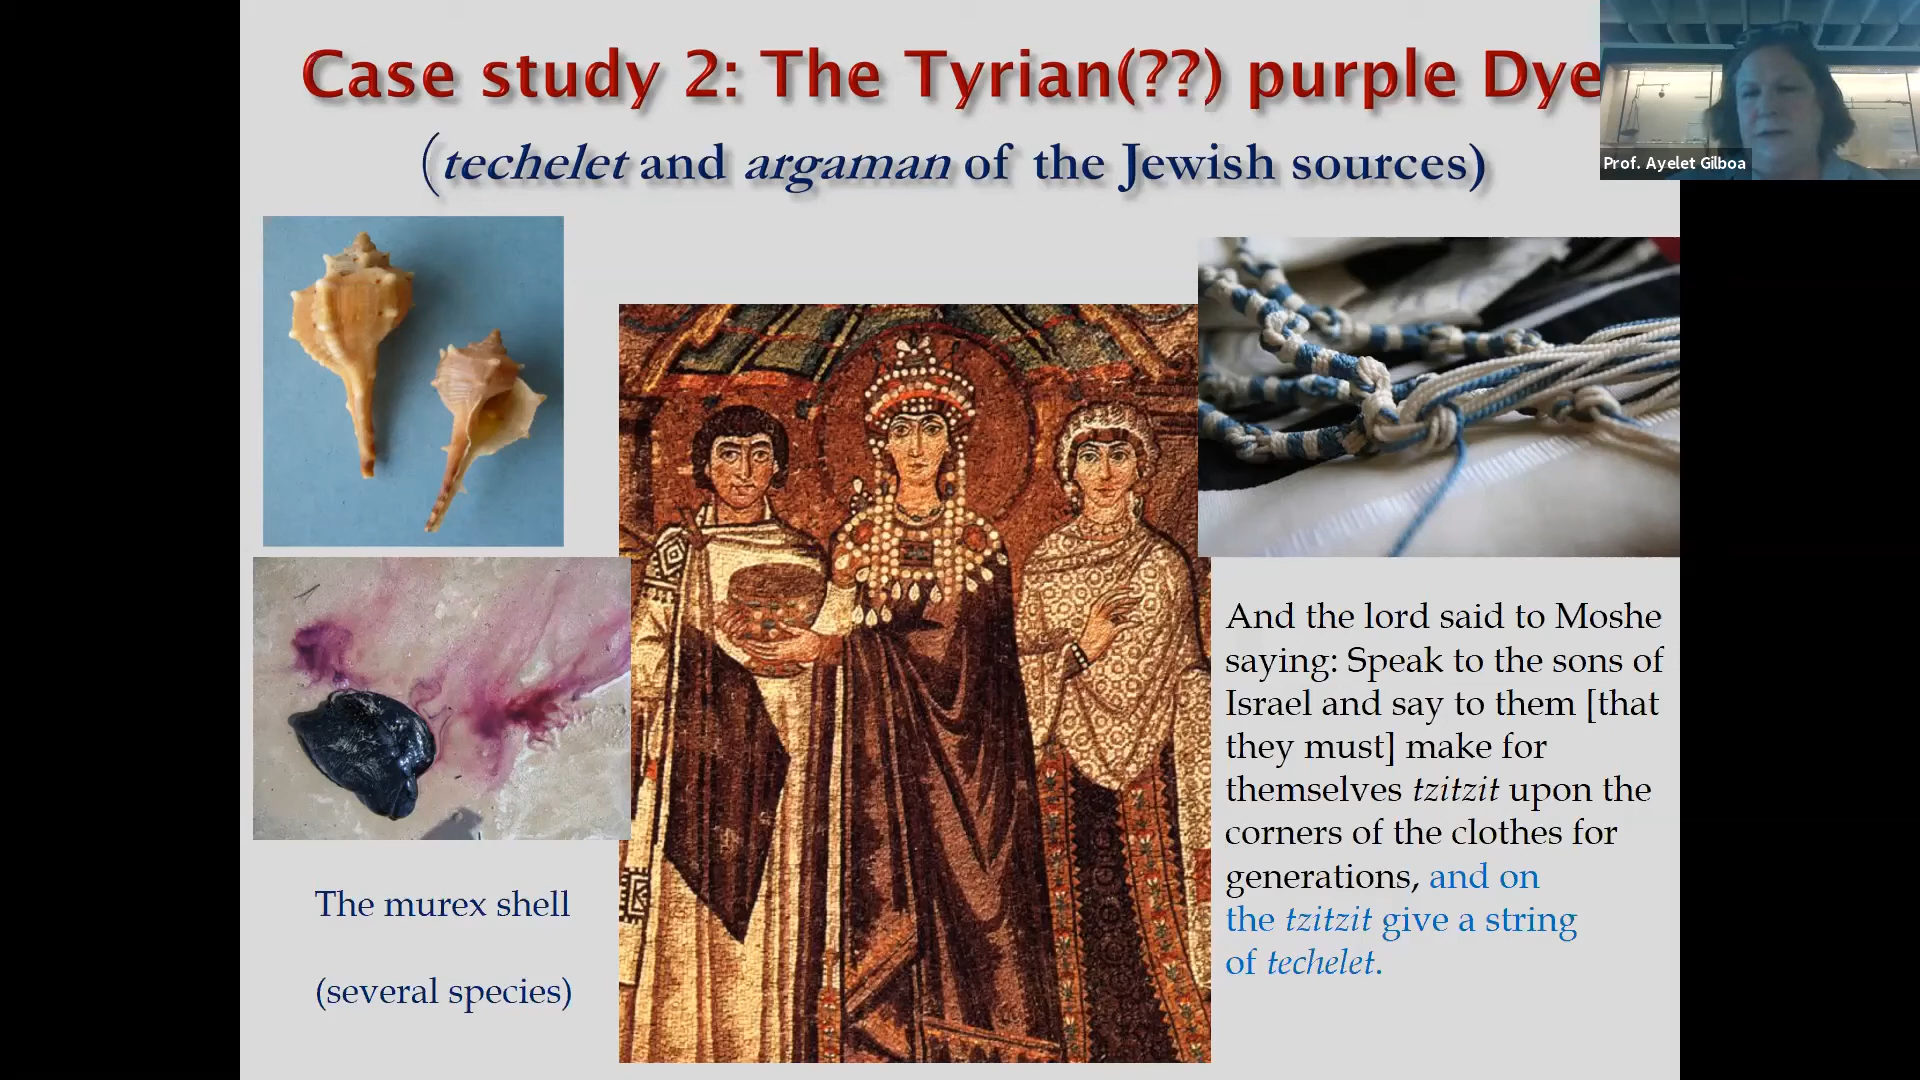 Case study 2: The Tyrian(??) purple Dye
(techelet and argaman of the Jewish sources)
Prof. Ayelet Gilboa
The murex shell
(several species)
And the lord said to Moshe
saying: Speak to the sons of
Israel and say to them [that
they must] make for
themselves tzitzit upon the
corners of the clothes for
generations, and on
the tzitzit give a string
of techelet.